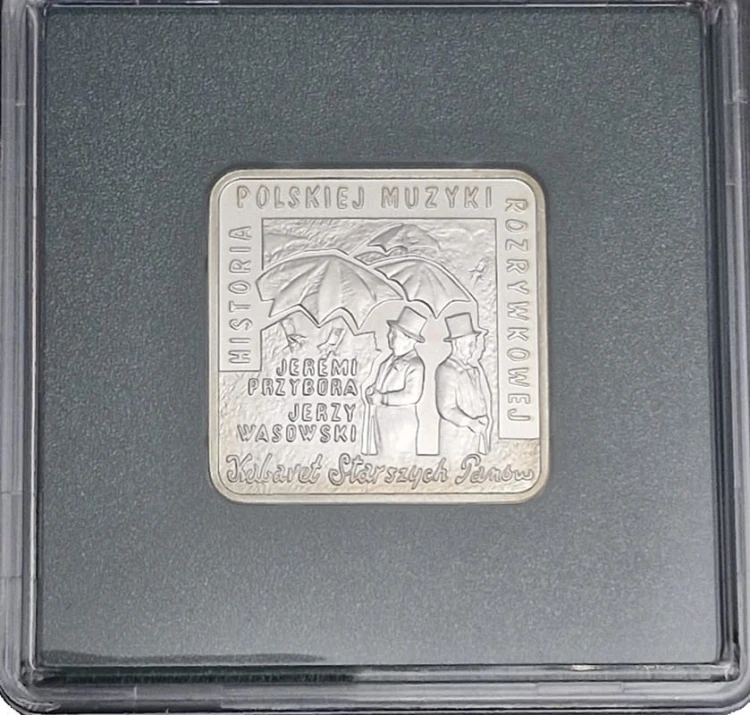 HISTORIA
POLSKIEJ MUZYKI
ROZRYWKOWEJ
JEREMI
PRZYBORA
JERZY
WASOWSKI
Kabaret Starszych Panów